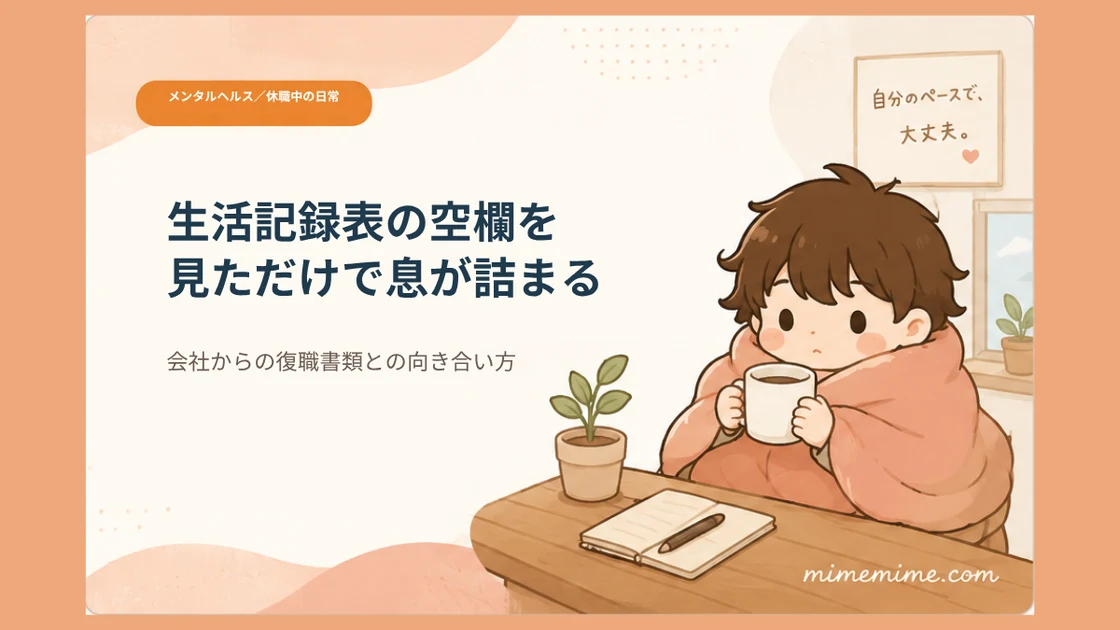 メンタルヘルス／休職中の日常
生活記録表の空欄を
見ただけで息が詰まる
会社からの復職書類との向き合い方
自分のペースで、
大丈夫。
mimemime.com